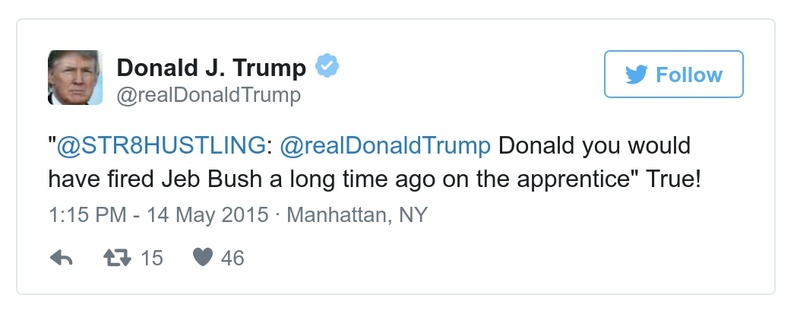 Donald J. Trump
@realDonaldTrump
Follow
"@STR8HUSTLING: @realDonaldTrump Donald you would
have fired Jeb Bush a long time ago on the apprentice" True!
1:15 PM - 14 May 2015 · Manhattan, NY
15 46